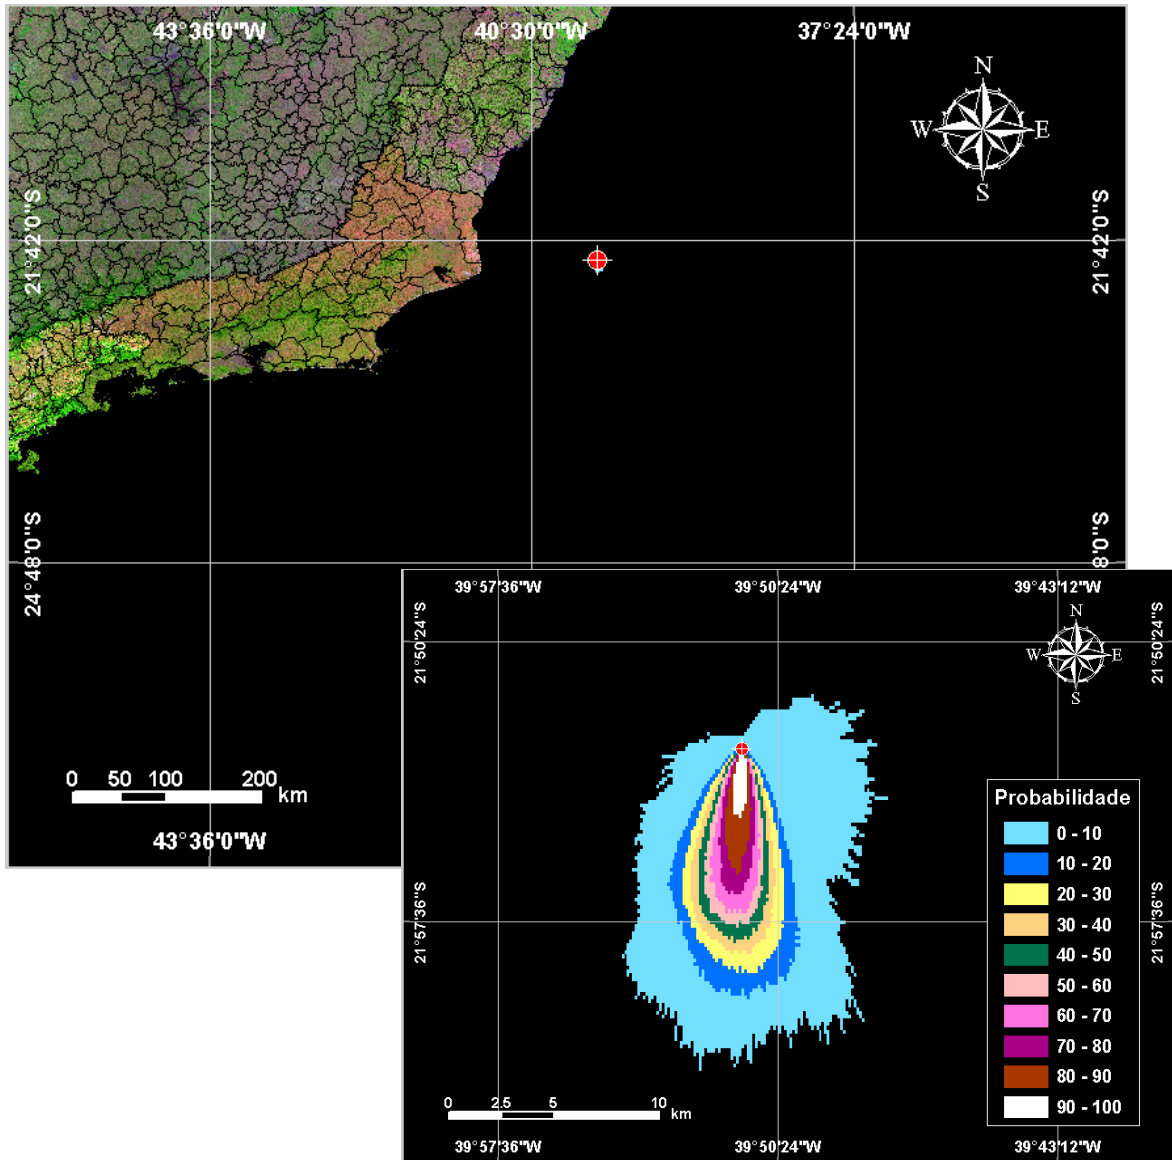 43°36'0"W
40°30'0"W
37°24'0"W
N
W
E
S
21°42'0"S
21°42'0"S
24°48'0"S
8'0"S
0 50 100 200
km
43°36'0"W
39°57'36"W
39°50'24"W
39°43'12"W
21°50'24"S
21°50'24"S
N
W
E
S
Probabilidade
0 - 10
10 - 20
20 - 30
30 - 40
40 - 50
50 - 60
60 - 70
70 - 80
80 - 90
90 - 100
21°57'36"S
21°57'36"S
0 2.5 5 10
km
39°57'36"W
39°50'24"W
39°43'12"W